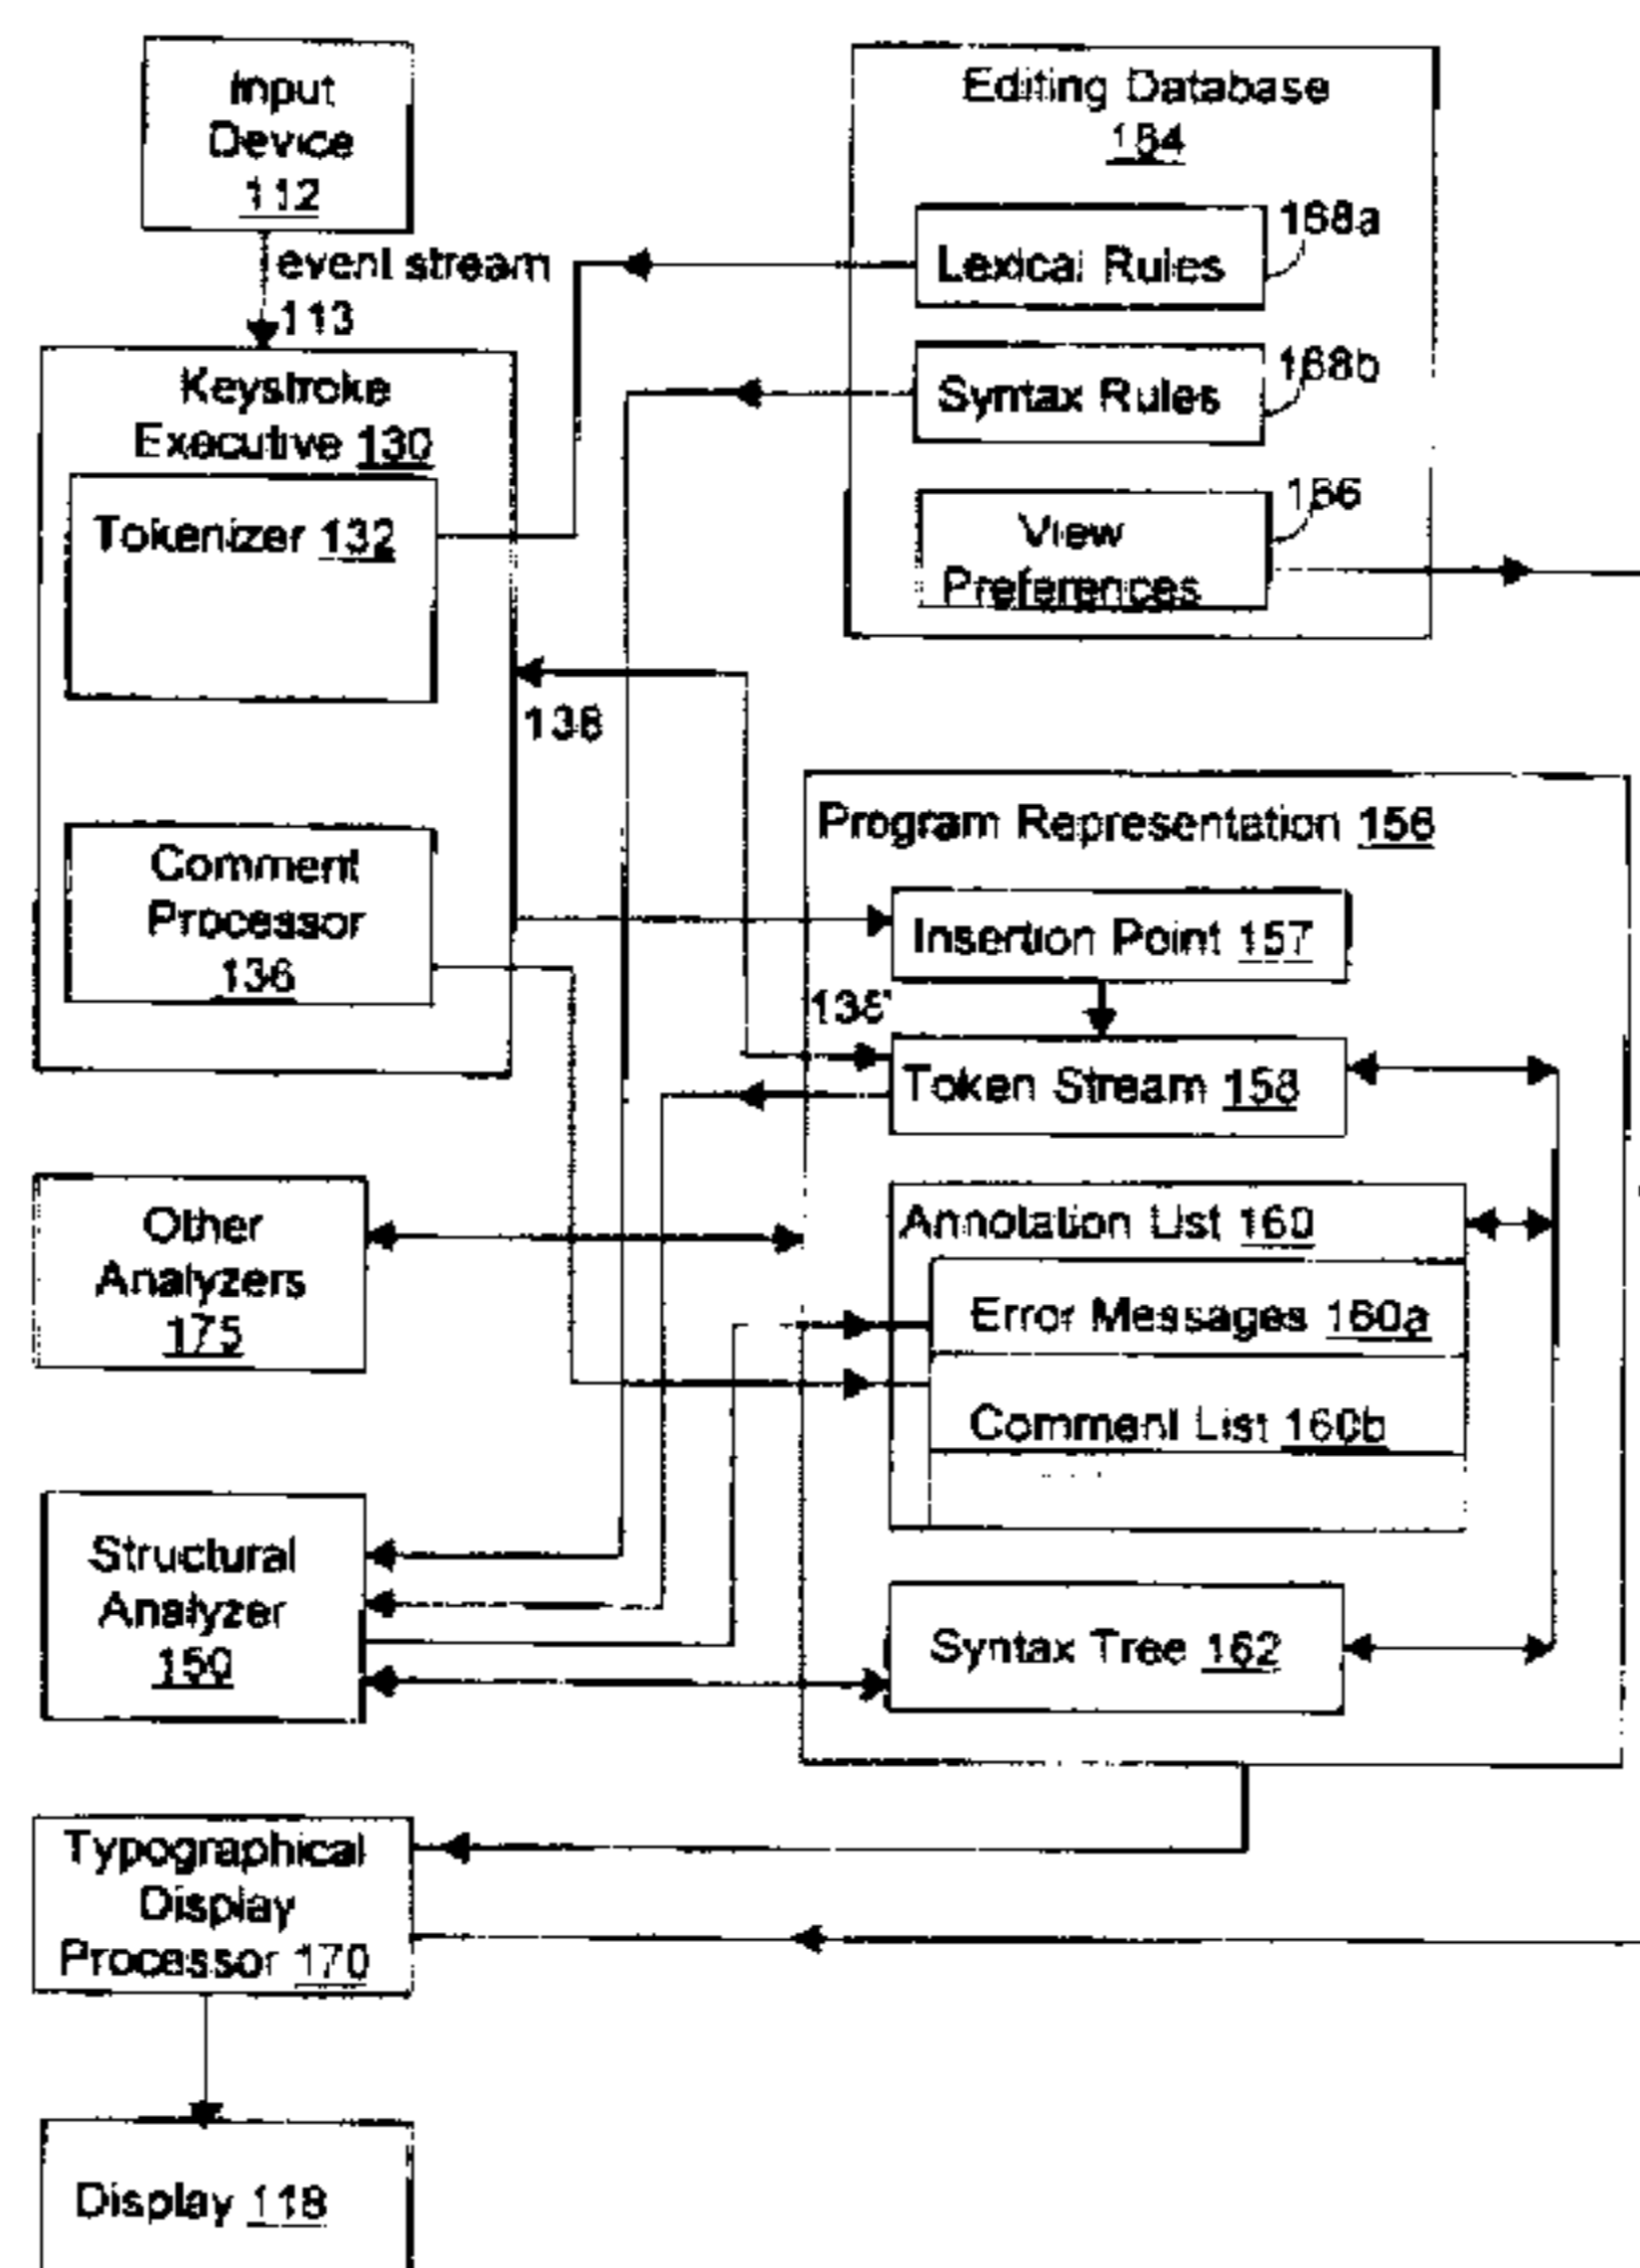 Input
Device
112
event stream
113
Keystroke
Executive 130
Tokenizer 132
Comment
Processor
136
Other
Analyzers
175
Structural
Analyzer
150
Typographical
Display
Processor 170
Display 118
Editing Database
164
Lexical Rules
168a
Syntax Rules
168b
View
Preferences
166
138
Program Representation 156
Insertion Point 157
138'
Token Stream 158
Annotation List 160
Error Messages 160a
Comment List 160b
Syntax Tree 162